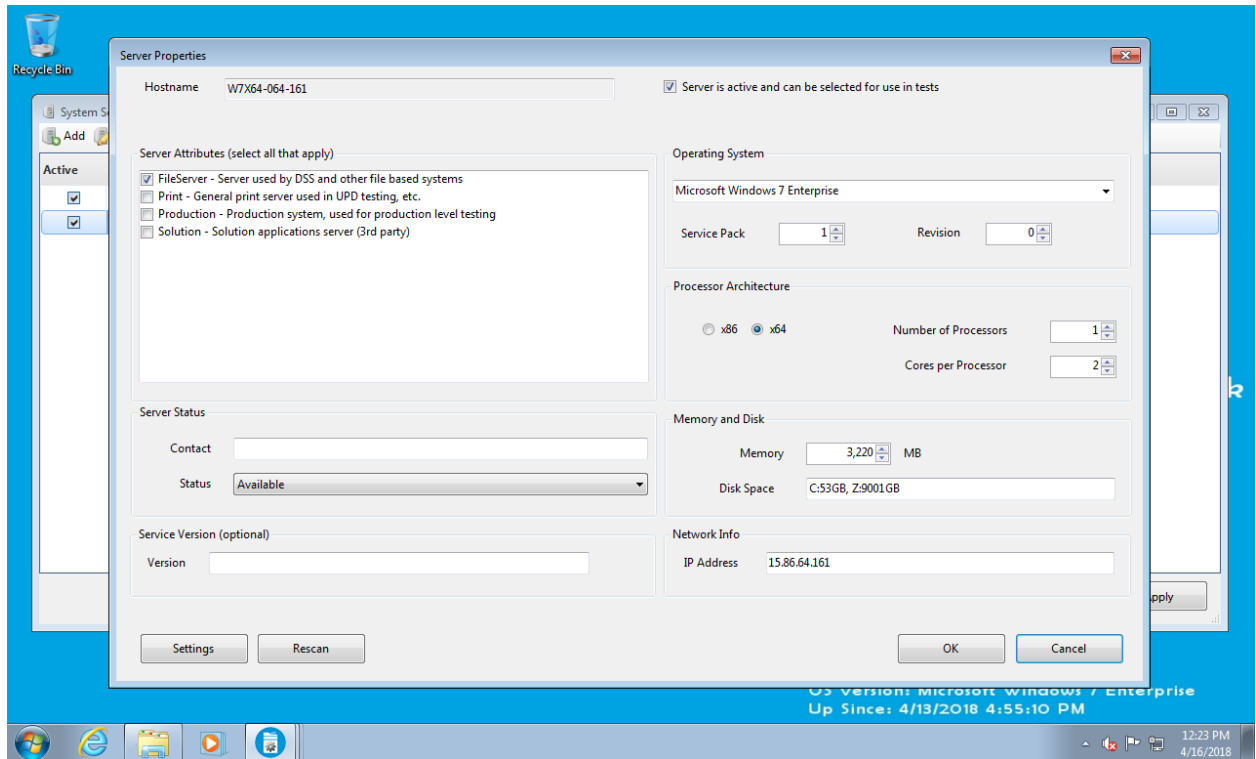 Recycle Bin
Server Properties
Hostname W7X64-064-161
Server is active and can be selected for use in tests
System S
Add
Active
Server Attributes (select all that apply)
FileServer - Server used by DSS and other file based systems
Print - General print server used in UPD testing, etc.
Production - Production system, used for production level testing
Solution - Solution applications server (3rd party)
Operating System
Microsoft Windows 7 Enterprise
Service Pack 1 Revision 0
Processor Architecture
x86 x64 Number of Processors 1
Cores per Processor 2
Server Status
Contact
Status Available
Memory and Disk
Memory 3,220 MB
Disk Space C:53GB, Z:9001GB
Service Version (optional)
Version
Network Info
IP Address 15.86.64.161
Settings Rescan OK Cancel
pply
k
OS Version: Microsoft Windows 7 Enterprise
Up Since: 4/13/2018 4:55:10 PM
12:23 PM
4/16/2018